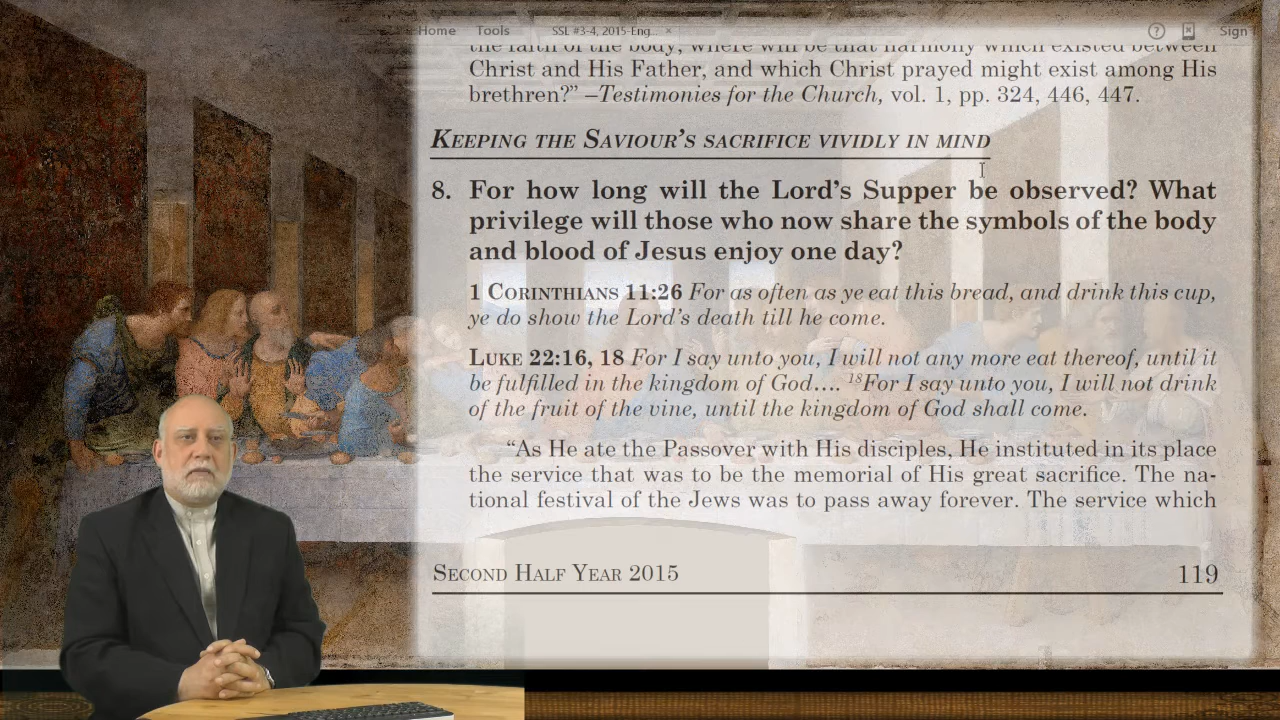 Home Tools SSL #3-4, 2015-Eng... × ? Sign
the faith of the body, where will be that harmony which existed between
Christ and His Father, and which Christ prayed might exist among His
brethren?” –Testimonies for the Church, vol. 1, pp. 324, 446, 447.
Keeping the Saviour’s sacrifice vividly in mind
8. For how long will the Lord’s Supper be observed? What
privilege will those who now share the symbols of the body
and blood of Jesus enjoy one day?
1 Corinthians 11:26 For as often as ye eat this bread, and drink this cup,
ye do show the Lord’s death till he come.
Luke 22:16, 18 For I say unto you, I will not any more eat thereof, until it
be fulfilled in the kingdom of God.... 18For I say unto you, I will not drink
of the fruit of the vine, until the kingdom of God shall come.
“As He ate the Passover with His disciples, He instituted in its place
the service that was to be the memorial of His great sacrifice. The na-
tional festival of the Jews was to pass away forever. The service which
Second Half Year 2015 119